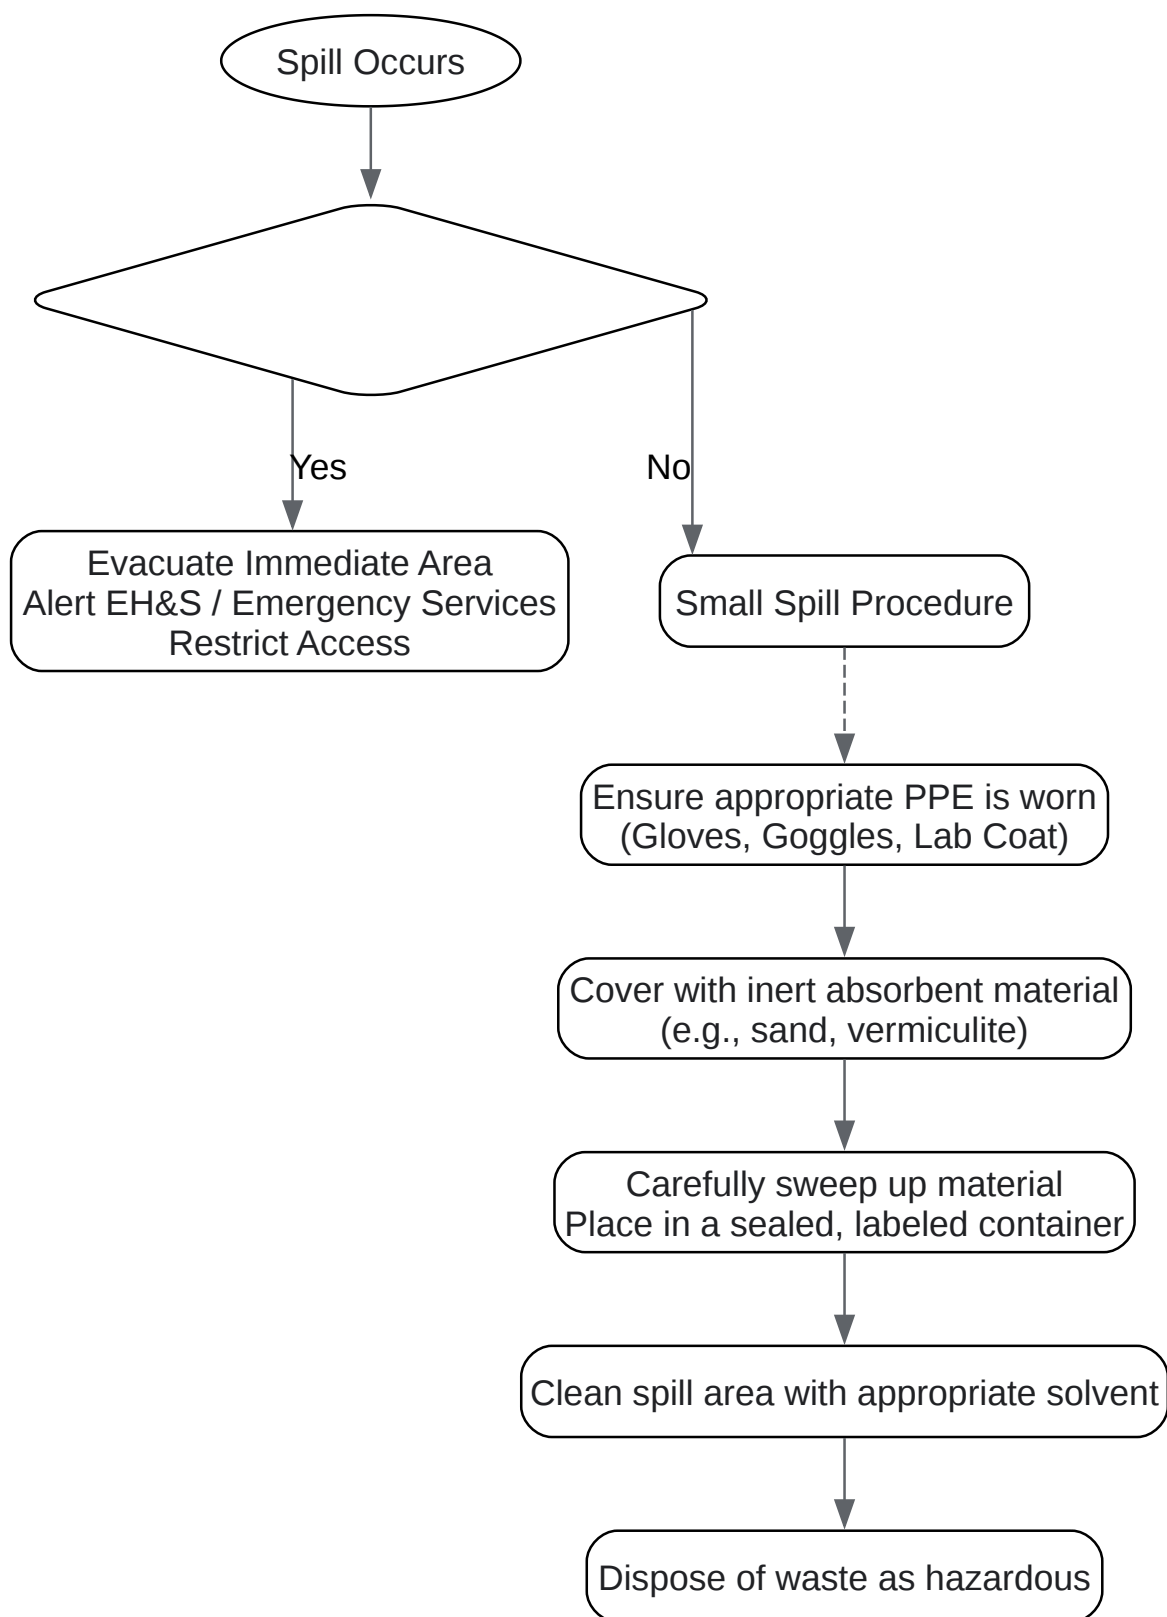 Spill Occurs
Yes
No
Evacuate Immediate Area
Alert EH&S / Emergency Services
Restrict Access
Small Spill Procedure
Ensure appropriate PPE is worn
(Gloves, Goggles, Lab Coat)
Cover with inert absorbent material
(e.g., sand, vermiculite)
Carefully sweep up material
Place in a sealed, labeled container
Clean spill area with appropriate solvent
Dispose of waste as hazardous